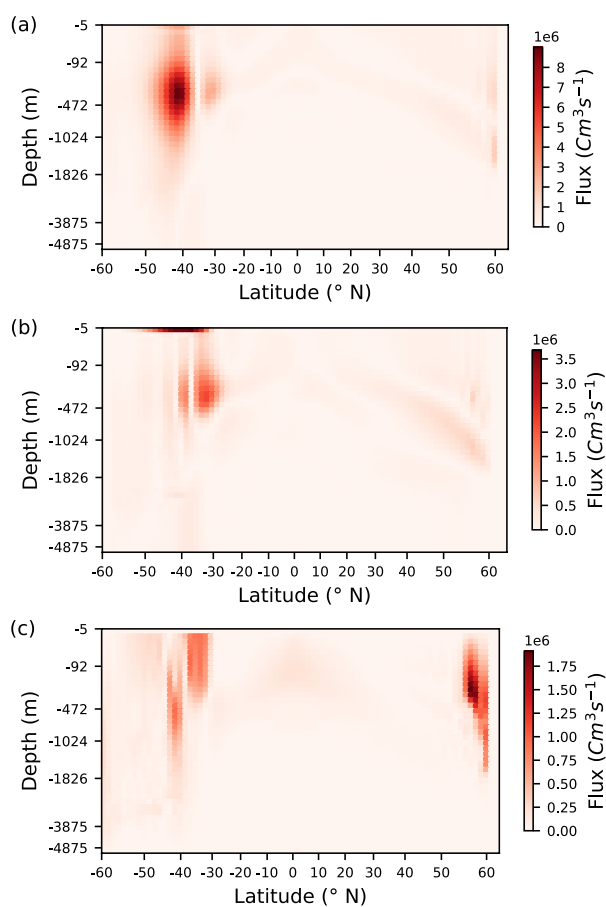 (a)
-5
-92
-472
-1024
-1826
-3875
-4875
Depth (m)
-60 -50 -40 -30 -20 -10 0 10 20 30 40 50 60
Latitude (° N)
1e6
9
8
7
6
5
4
3
2
1
0
Flux (Cm³s⁻¹)
(b)
-5
-92
-472
-1024
-1826
-3875
-4875
Depth (m)
-60 -50 -40 -30 -20 -10 0 10 20 30 40 50 60
Latitude (° N)
1e6
3.5
3.0
2.5
2.0
1.5
1.0
0.5
0.0
Flux (Cm³s⁻¹)
(c)
-5
-92
-472
-1024
-1826
-3875
-4875
Depth (m)
-60 -50 -40 -30 -20 -10 0 10 20 30 40 50 60
Latitude (° N)
1e6
1.75
1.50
1.25
1.00
0.75
0.50
0.25
0.00
Flux (Cm³s⁻¹)